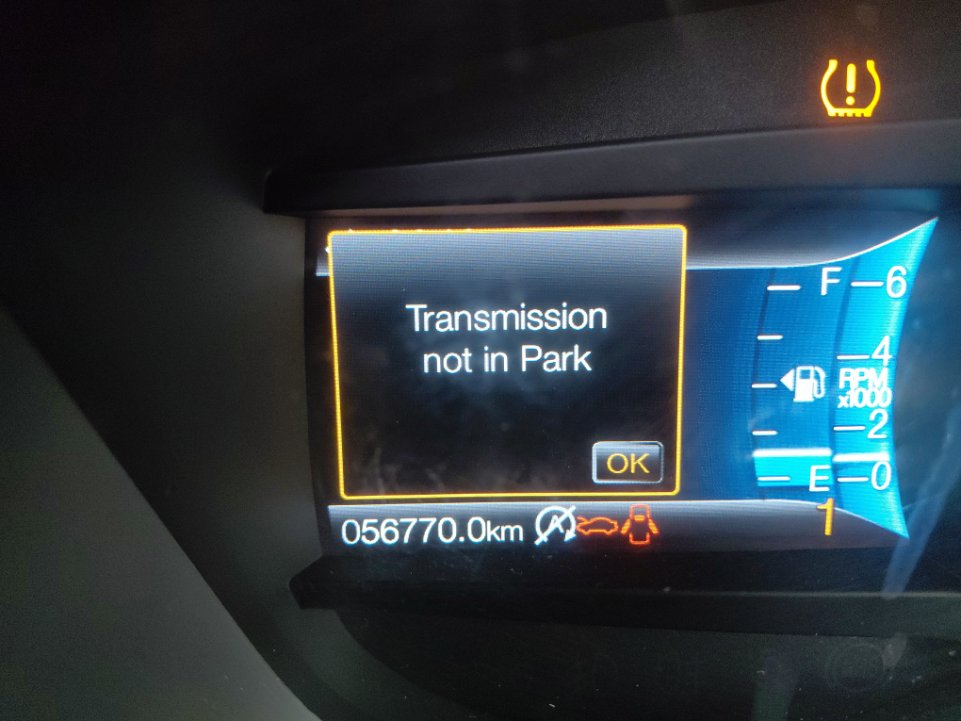 Transmission
not in Park
OK
056770.0km
F
6
4
RPM
x1000
2
E
0
1